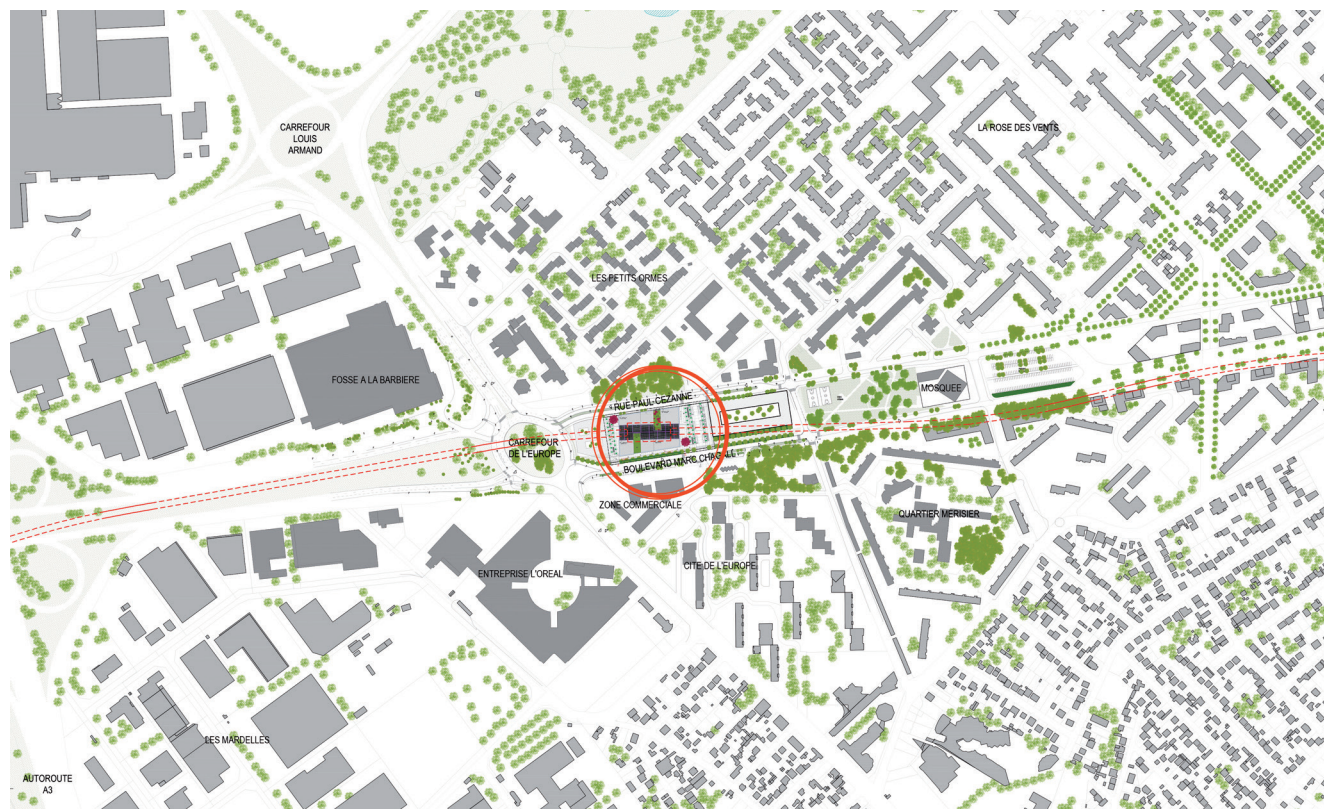 CARREFOUR
LOUIS
ARMAND
LA ROSE DES VENTS
LES PETITS ORMES
FOSSE A LA BARBIERE
MOSQUEE
RUE PAUL CEZANNE
CARREFOUR
DE L'EUROPE
BOULEVARD MARC CHAGALL
ZONE COMMERCIALE
QUARTIER MERISIER
CITE DE L'EUROPE
ENTREPRISE L'OREAL
LES MARDELLES
AUTOROUTE
A3